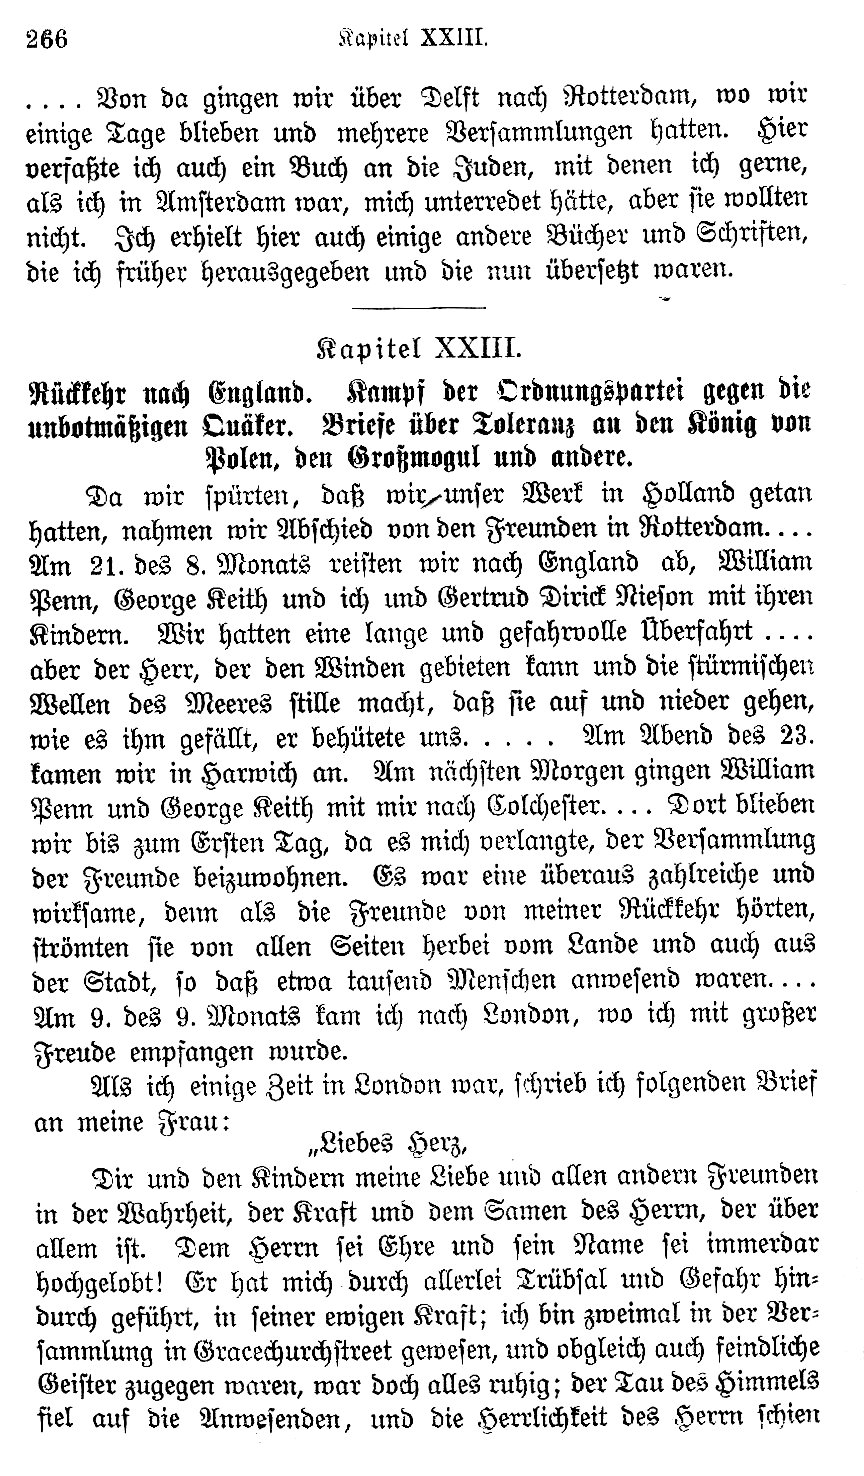 266 Kapitel XXIII.
. . . . Von da gingen wir über Delft nach Rotterdam, wo wir
einige Tage blieben und mehrere Versammlungen hatten. Hier
verfaßte ich auch ein Buch an die Juden, mit denen ich gerne,
als ich in Amsterdam war, mich unterredet hätte, aber sie wollten
nicht. Ich erhielt hier auch einige andere Bücher und Schriften,
die ich früher herausgegeben und die nun übersetzt waren.
Kapitel XXIII.
Rückkehr nach England. Kampf der Ordnungspartei gegen die
unbotmäßigen Quäker. Briefe über Toleranz an den König von
Polen, den Großmogul und andere.
Da wir spürten, daß wir unser Werk in Holland getan
hatten, nahmen wir Abschied von den Freunden in Rotterdam. . . .
Am 21. des 8. Monats reisten wir nach England ab, William
Penn, George Keith und ich und Gertrud Dirick Nieson mit ihren
Kindern. Wir hatten eine lange und gefahrvolle Überfahrt . . . .
aber der Herr, der den Winden gebieten kann und die stürmischen
Wellen des Meeres stille macht, daß sie auf und nieder gehen,
wie es ihm gefällt, er behütete uns. . . . . . Am Abend des 23.
kamen wir in Harwich an. Am nächsten Morgen gingen William
Penn und George Keith mit mir nach Colchester. . . . Dort blieben
wir bis zum Ersten Tag, da es mich verlangte, der Versammlung
der Freunde beizuwohnen. Es war eine überaus zahlreiche und
wirksame, denn als die Freunde von meiner Rückkehr hörten,
strömten sie von allen Seiten herbei vom Lande und auch aus
der Stadt, so daß etwa tausend Menschen anwesend waren. . . .
Am 9. des 9. Monats kam ich nach London, wo ich mit großer
Freude empfangen wurde.
Als ich einige Zeit in London war, schrieb ich folgenden Brief
an meine Frau:
„Liebes Herz,
Dir und den Kindern meine Liebe und allen andern Freunden
in der Wahrheit, der Kraft und dem Samen des Herrn, der über
allem ist. Dem Herrn sei Ehre und sein Name sei immerdar
hochgelobt! Er hat mich durch allerlei Trübsal und Gefahr hin-
durch geführt, in seiner ewigen Kraft; ich bin zweimal in der Ver-
sammlung in Gracechurchstreet gewesen, und obgleich auch feindliche
Geister zugegen waren, war doch alles ruhig; der Tau des Himmels
fiel auf die Anwesenden, und die Herrlichkeit des Herrn schien